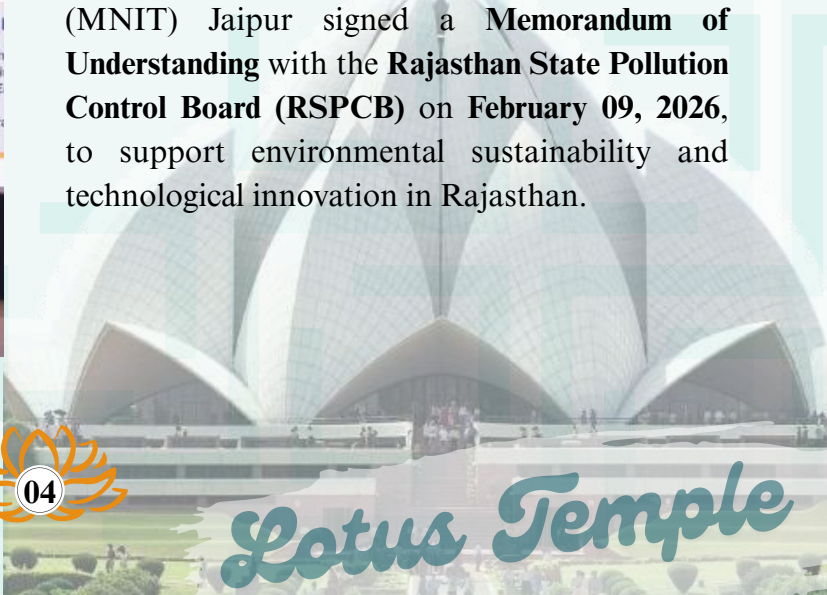 (MNIT) Jaipur signed a Memorandum of
Understanding with the Rajasthan State Pollution
Control Board (RSPCB) on February 09, 2026,
to support environmental sustainability and
technological innovation in Rajasthan.
04
Lotus Temple